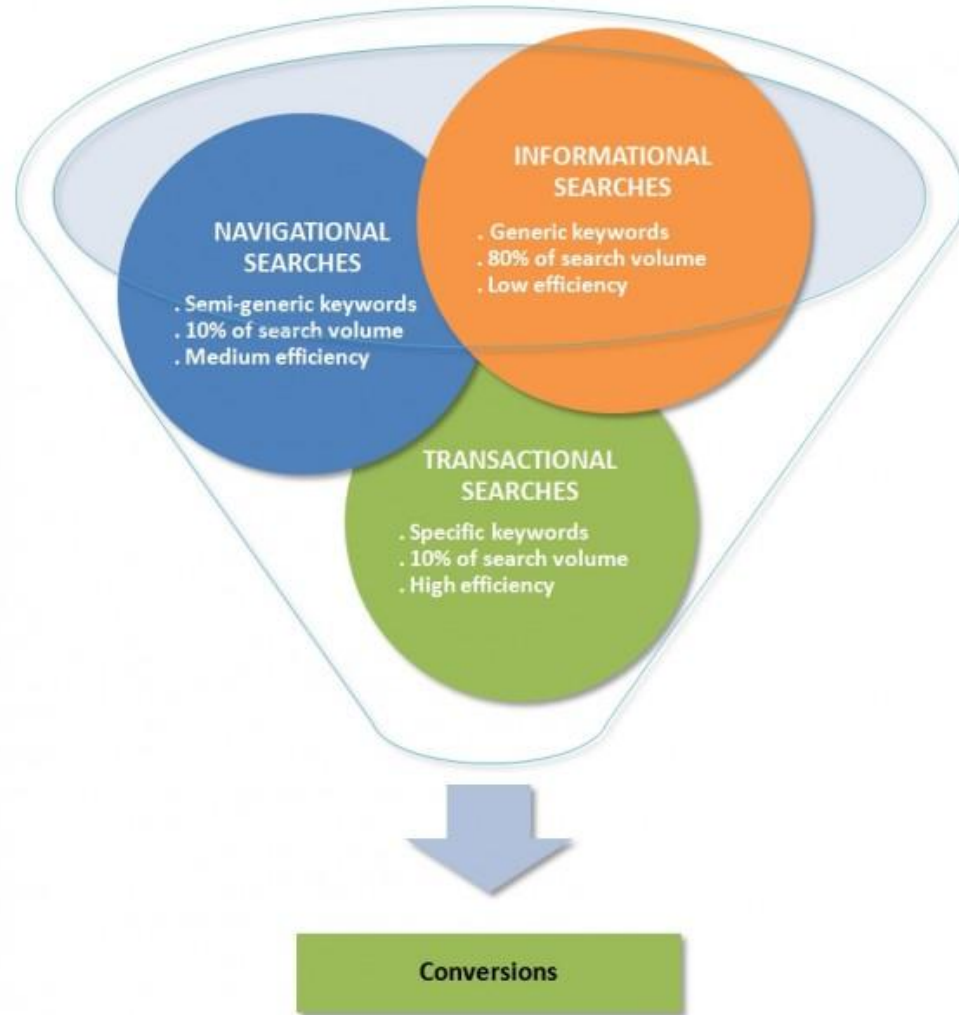 INFORMATIONAL
SEARCHES
. Generic keywords
. 80% of search volume
. Low efficiency
NAVIGATIONAL
SEARCHES
. Semi-generic keywords
. 10% of search volume
. Medium efficiency
TRANSACTIONAL
SEARCHES
. Specific keywords
. 10% of search volume
. High efficiency
Conversions